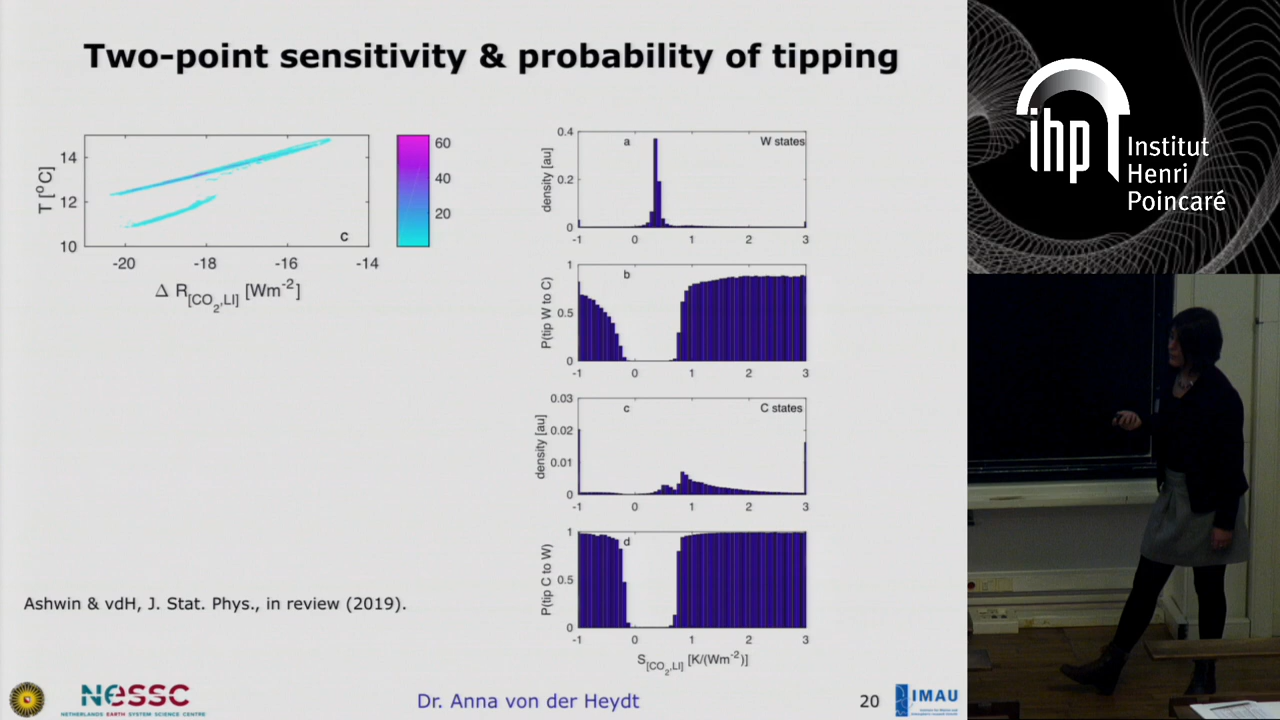 Two-point sensitivity & probability of tipping
T [°C]
14
12
10
c
-20
-18
-16
-14
Δ R[CO2,LI] [Wm-2]
60
40
20
density [au]
0.4
0.2
0
a
W states
-1
0
1
2
3
P(tip W to C)
1
0.5
0
b
-1
0
1
2
3
density [au]
0.03
0.02
0.01
0
c
C states
-1
0
1
2
3
P(tip C to W)
1
0.5
0
d
-1
0
1
2
3
S[CO2,LI] [K/(Wm-2)]
Ashwin & vdH, J. Stat. Phys., in review (2019).
NESSC
NETHERLANDS EARTH SYSTEM SCIENCE CENTRE
Dr. Anna von der Heydt
20
IMAU
ihp
Institut
Henri
Poincaré